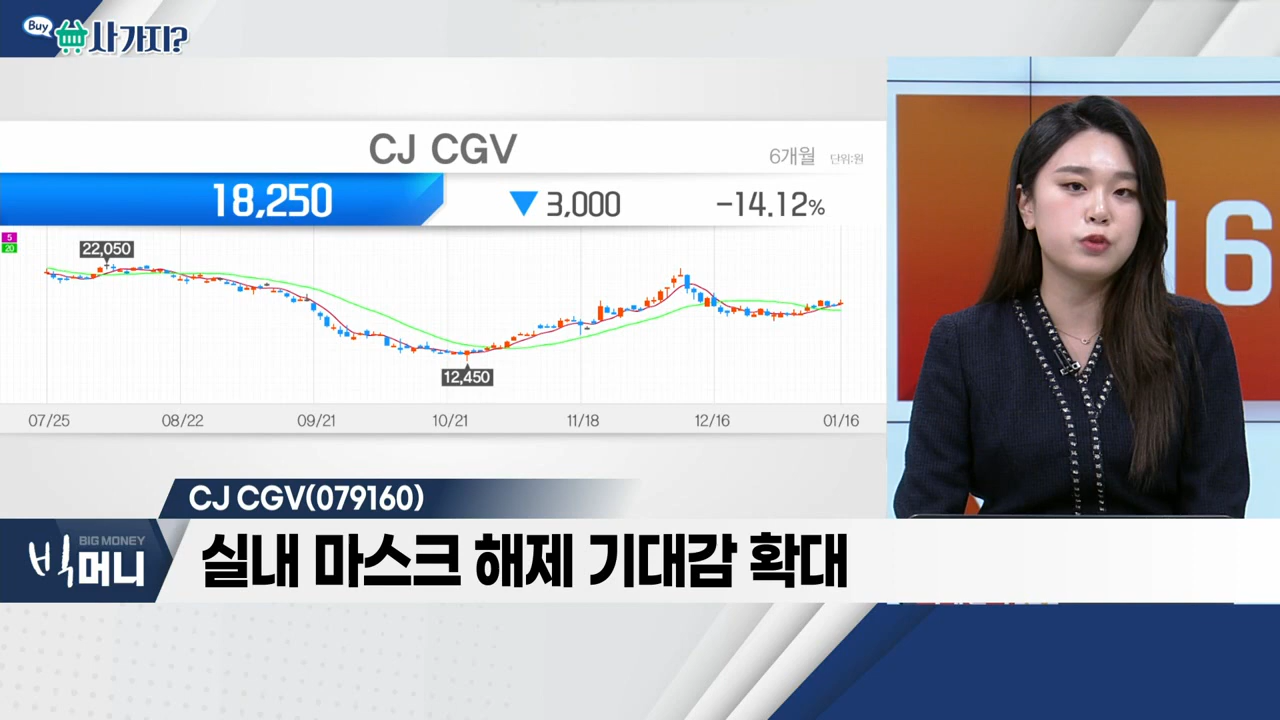 Buy 사 가지?
CJ CGV
6개월 단위:원
18,250 ▼ 3,000 -14.12%
5
20
22,050
12,450
07/25 08/22 09/21 10/21 11/18 12/16 01/16
16
CJ CGV(079160)
BIG MONEY
빅머니
실내 마스크 해제 기대감 확대